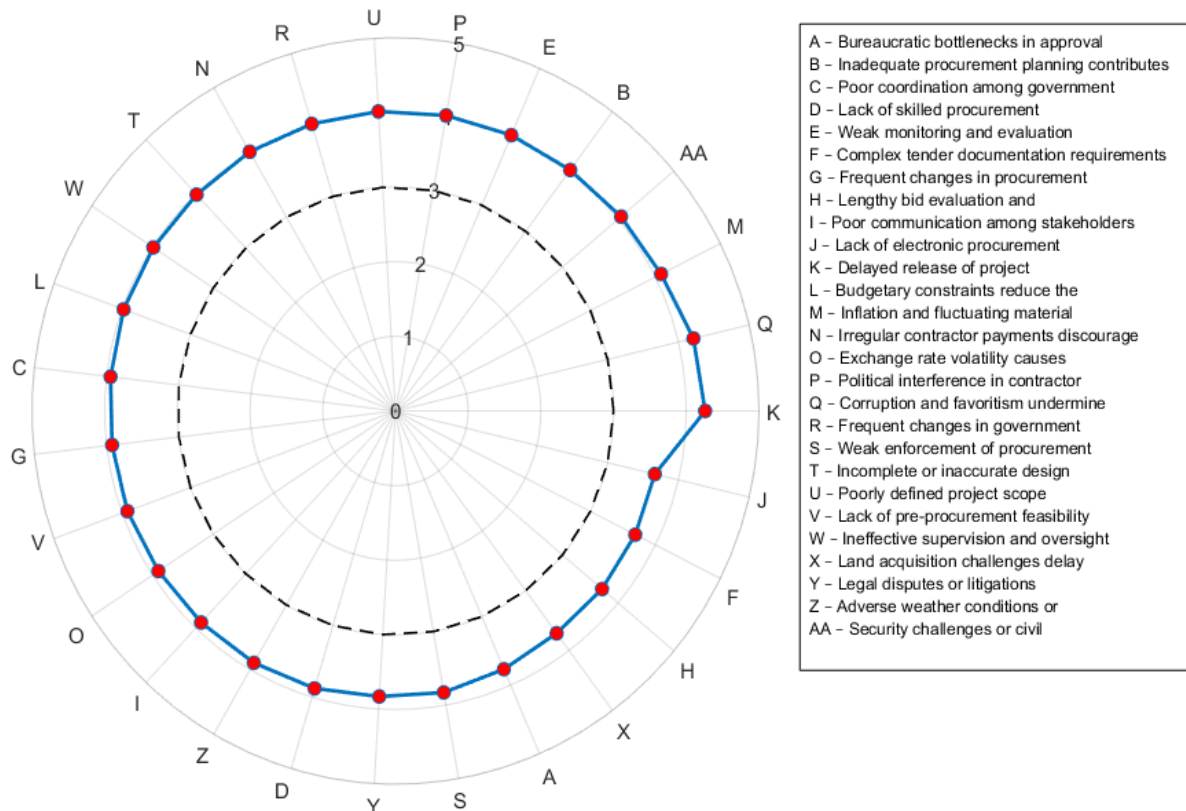 U
P
R
5
E
N
B
T
4
AA
W
3
M
2
L
Q
1
C
0
K
G
J
V
F
O
H
I
X
Z
A
D
S
Y
A – Bureaucratic bottlenecks in approval
B – Inadequate procurement planning contributes
C – Poor coordination among government
D – Lack of skilled procurement
E – Weak monitoring and evaluation
F – Complex tender documentation requirements
G – Frequent changes in procurement
H – Lengthy bid evaluation and
I – Poor communication among stakeholders
J – Lack of electronic procurement
K – Delayed release of project
L – Budgetary constraints reduce the
M – Inflation and fluctuating material
N – Irregular contractor payments discourage
O – Exchange rate volatility causes
P – Political interference in contractor
Q – Corruption and favoritism undermine
R – Frequent changes in government
S – Weak enforcement of procurement
T – Incomplete or inaccurate design
U – Poorly defined project scope
V – Lack of pre-procurement feasibility
W – Ineffective supervision and oversight
X – Land acquisition challenges delay
Y – Legal disputes or litigations
Z – Adverse weather conditions or
AA – Security challenges or civil